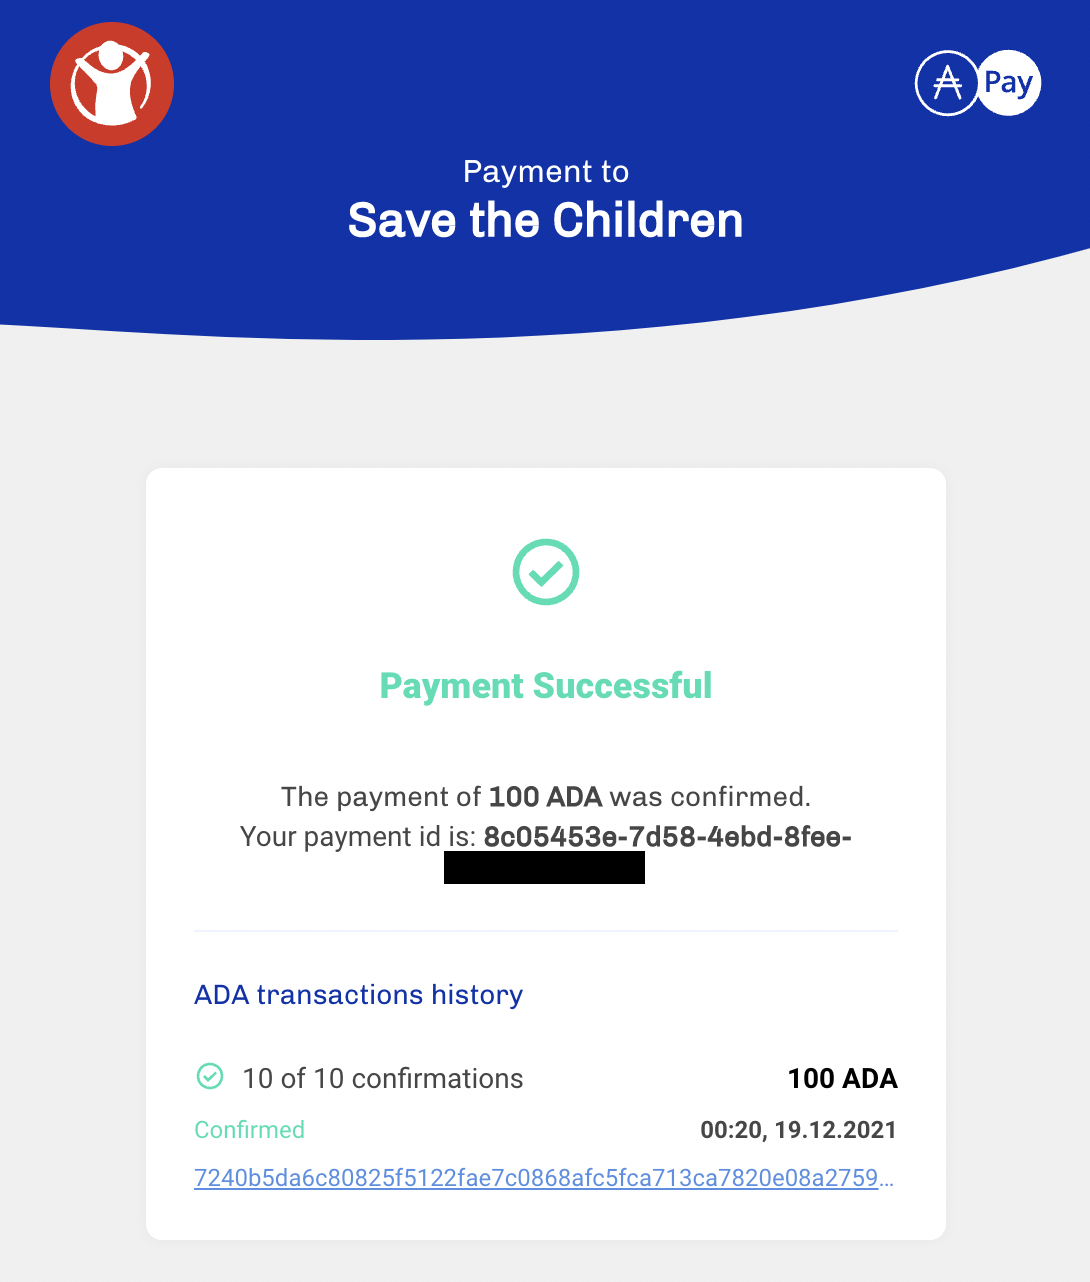 Pay
Payment to
Save the Children
Payment Successful
The payment of 100 ADA was confirmed.
Your payment id is: 8c05453e-7d58-4ebd-8fee-
ADA transactions history
10 of 10 confirmations 100 ADA
Confirmed 00:20, 19.12.2021
7240b5da6c80825f5122fae7c0868afc5fca713ca7820e08a2759...